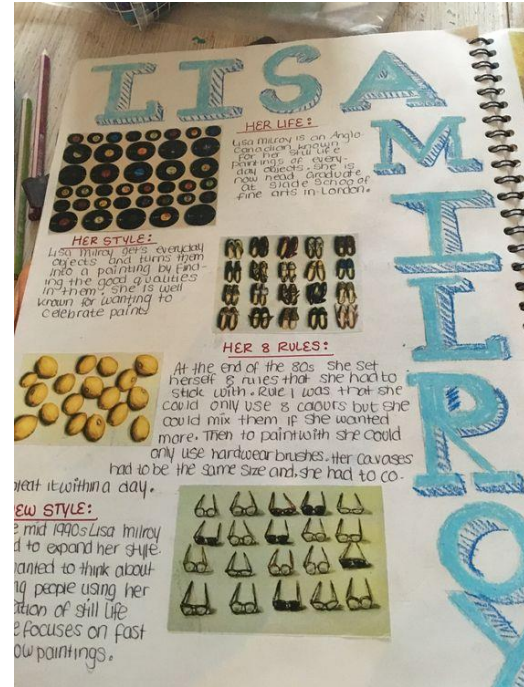 LISA
MILROY
HER LIFE:
Lisa Milroy is an Anglo-
Canadian known
for her still life
paintings of every-
day objects. She is
now head graduate
at Slade School of
fine arts in London.
HER STYLE:
Lisa Milroy gets everyday
objects and turns them
into a painting by find-
ing the good qualities
in them. She is well
known for wanting to
celebrate paint!
HER 8 RULES:
At the end of the 80s she set
herself 8 rules that she had to
stick with. Rule 1 was that she
could only use 8 colours but she
could mix them if she wanted
more. Then to paint with she could
only use hardwear brushes. Her cavases
had to be the same size and, she had to co-
it within a day.
STYLE:
mid 1990s Lisa milroy
to expand her style.
to think about
people using her
of still life
focuses on fast
paintings.